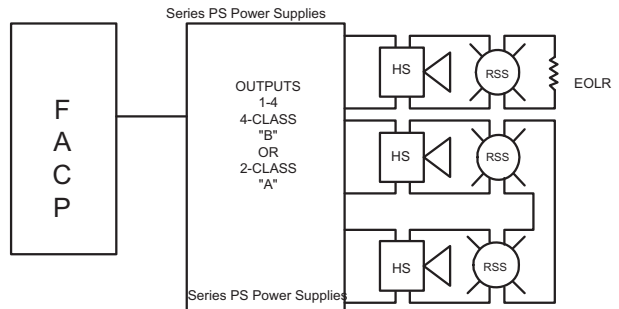 Series PS Power Supplies
F
A
C
P
OUTPUTS
1-4
4-CLASS
"B"
OR
2-CLASS
"A"
HS
RSS
EOLR
HS
RSS
HS
RSS
Series PS Power Supplies